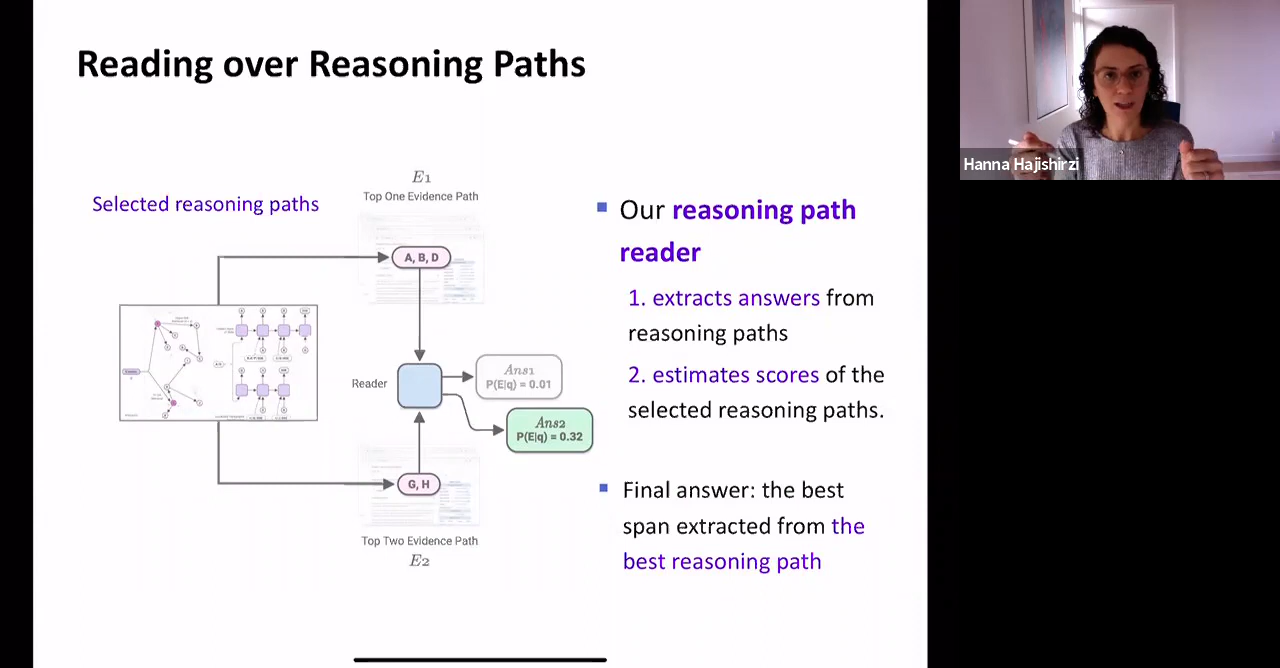 Reading over Reasoning Paths
Hanna Hajishirzi
Selected reasoning paths
E1
Top One Evidence Path
A, B, D
Reader
Ans1
P(E|q) = 0.01
Ans2
P(E|q) = 0.32
G, H
Top Two Evidence Path
E2
Our reasoning path
reader
1. extracts answers from
reasoning paths
2. estimates scores of the
selected reasoning paths.
Final answer: the best
span extracted from the
best reasoning path